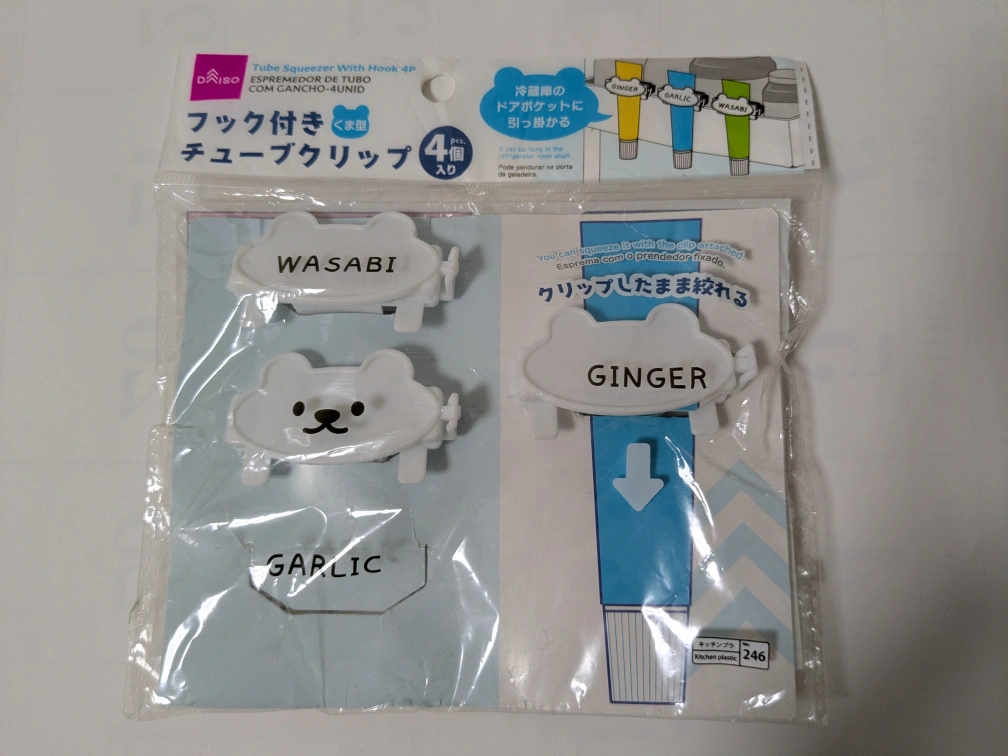 DAISO
Tube Squeezer With Hook 4P
ESPREMEDOR DE TUBO
COM GANCHO-4UNID
フック付き くま型
チューブクリップ
4個
pcs.
入り
冷蔵庫の
ドアポケットに
引っ掛かる
It can be hung in the
refrigerator inner shelf.
Pode pendurar na porta
da geladeira.
GINGER
GARLIC
WASABI
WASABI
GARLIC
You can squeeze it with the clip attached
Esprema com o prendedor fixado.
クリップしたまま絞れる
GINGER
キッチンプラ
Kitchen plastic
No.
246